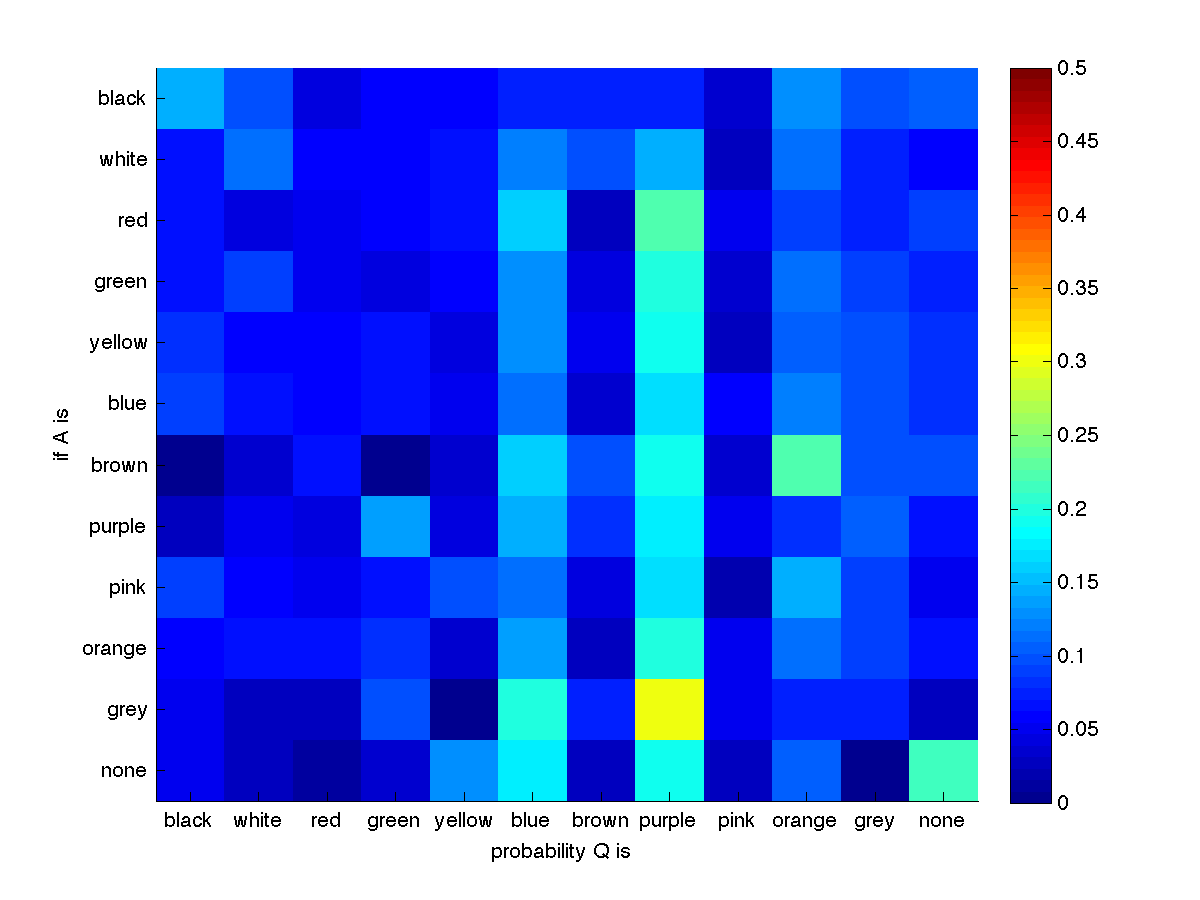 black
white
red
green
yellow
blue
brown
purple
pink
orange
grey
none
if A is
black white red green yellow blue brown purple pink orange grey none
probability Q is
0.5
0.45
0.4
0.35
0.3
0.25
0.2
0.15
0.1
0.05
0